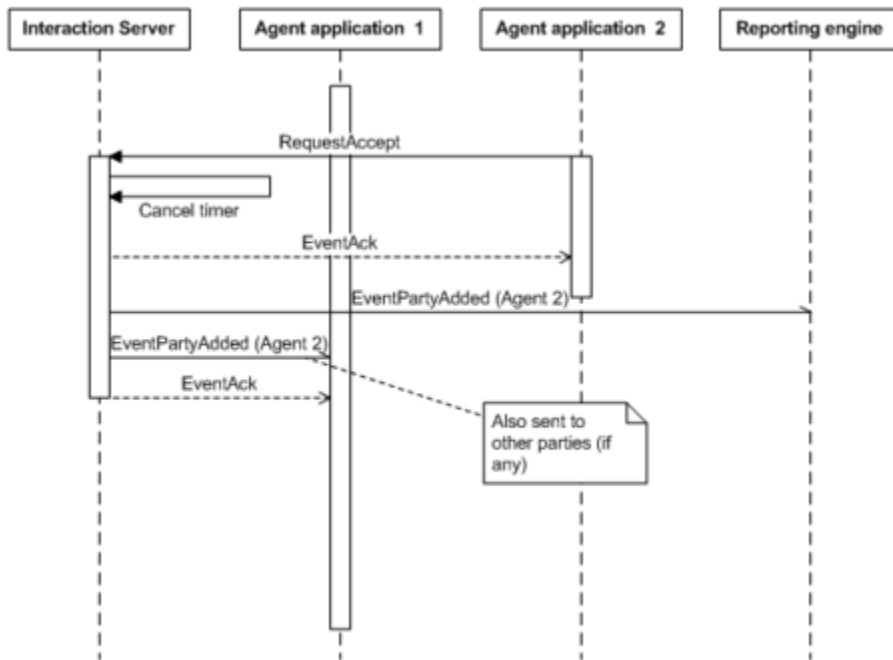 Interaction Server
Agent application 1
Agent application 2
Reporting engine
RequestAccept
Cancel timer
EventAck
EventPartyAdded (Agent 2)
EventPartyAdded (Agent 2)
EventAck
Also sent to
other parties (if
any)